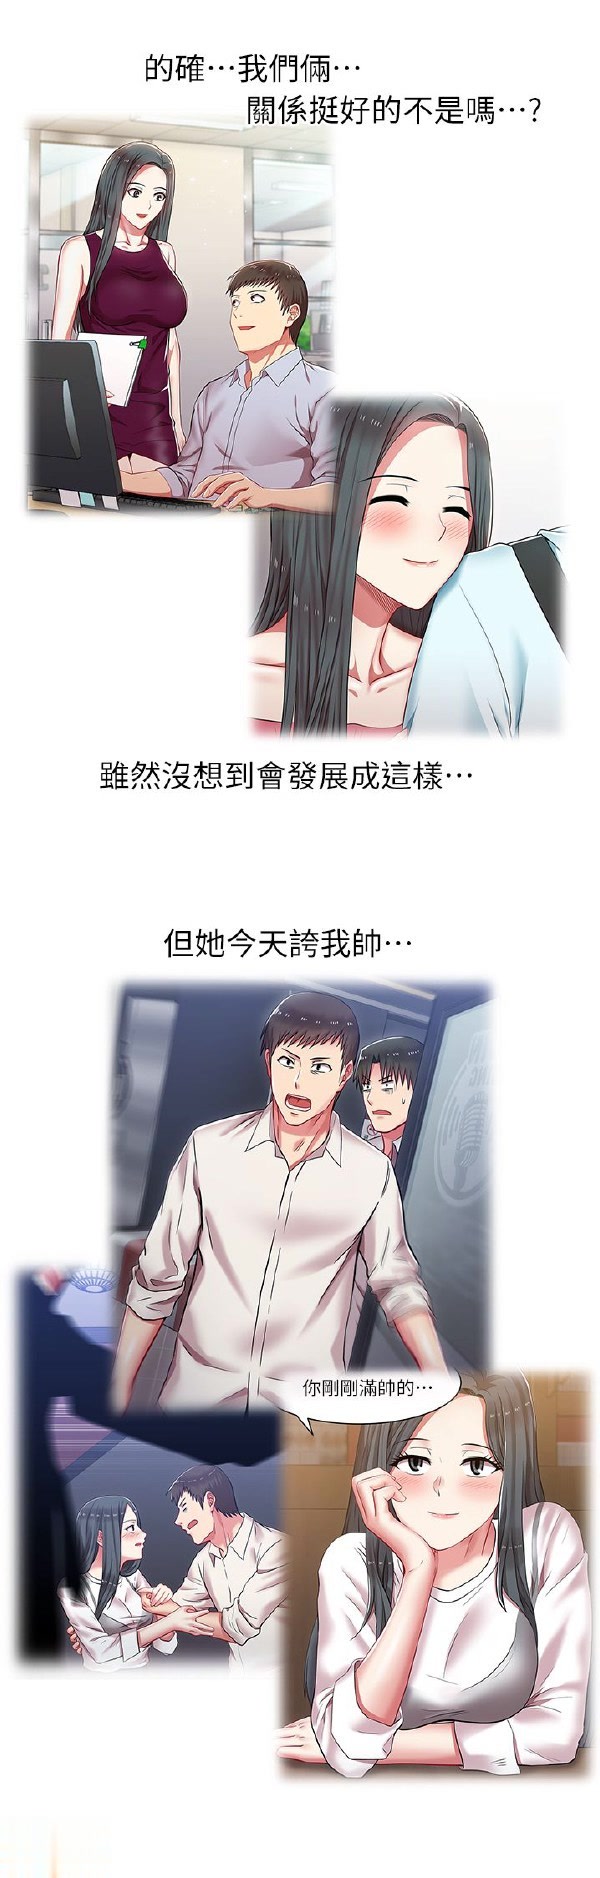 的確⋯我們倆⋯
關係挺好的不是嗎⋯?
雖然沒想到會發展成這樣⋯
但她今天誇我帥⋯
你剛剛滿帥的⋯